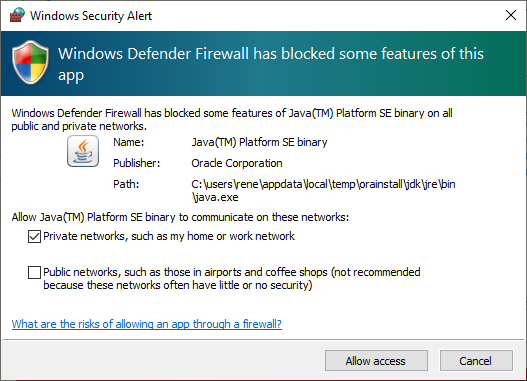 Windows Security Alert
Windows Defender Firewall has blocked some features of this
app
Windows Defender Firewall has blocked some features of Java(TM) Platform SE binary on all
public and private networks.
Name: Java(TM) Platform SE binary
Publisher: Oracle Corporation
Path: C:\users\rene\appdata\local\temp\orainstall\jdk\jre\bin
\java.exe
Allow Java(TM) Platform SE binary to communicate on these networks:
Private networks, such as my home or work network
Public networks, such as those in airports and coffee shops (not recommended
because these networks often have little or no security)
What are the risks of allowing an app through a firewall?
Allow access Cancel